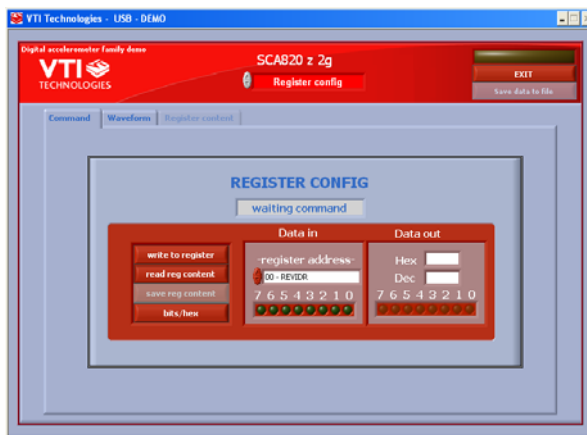 VTI Technologies - USB - DEMO
Digital accelerometer family demo
VTI
TECHNOLOGIES
SCA820 z 2g
Register config
EXIT
Save data to file
Command
Waveform
Register content
REGISTER CONFIG
waiting command
Data in
Data out
write to register
read reg content
save reg content
bits/hex
-register address-
00 - REVIDR
7 6 5 4 3 2 1 0
Hex
Dec
7 6 5 4 3 2 1 0